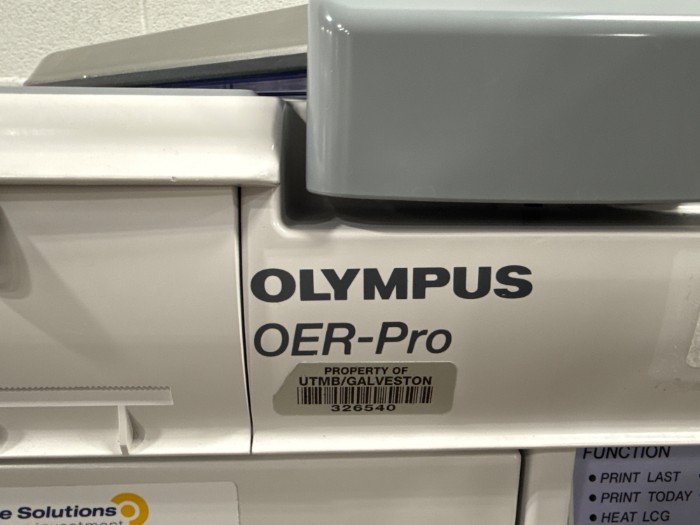 OLYMPUS
OER-Pro
PROPERTY OF
UTMB/GALVESTON
326540
FUNCTION
• PRINT LAST
• PRINT TODAY
• HEAT LCG
e Solutions